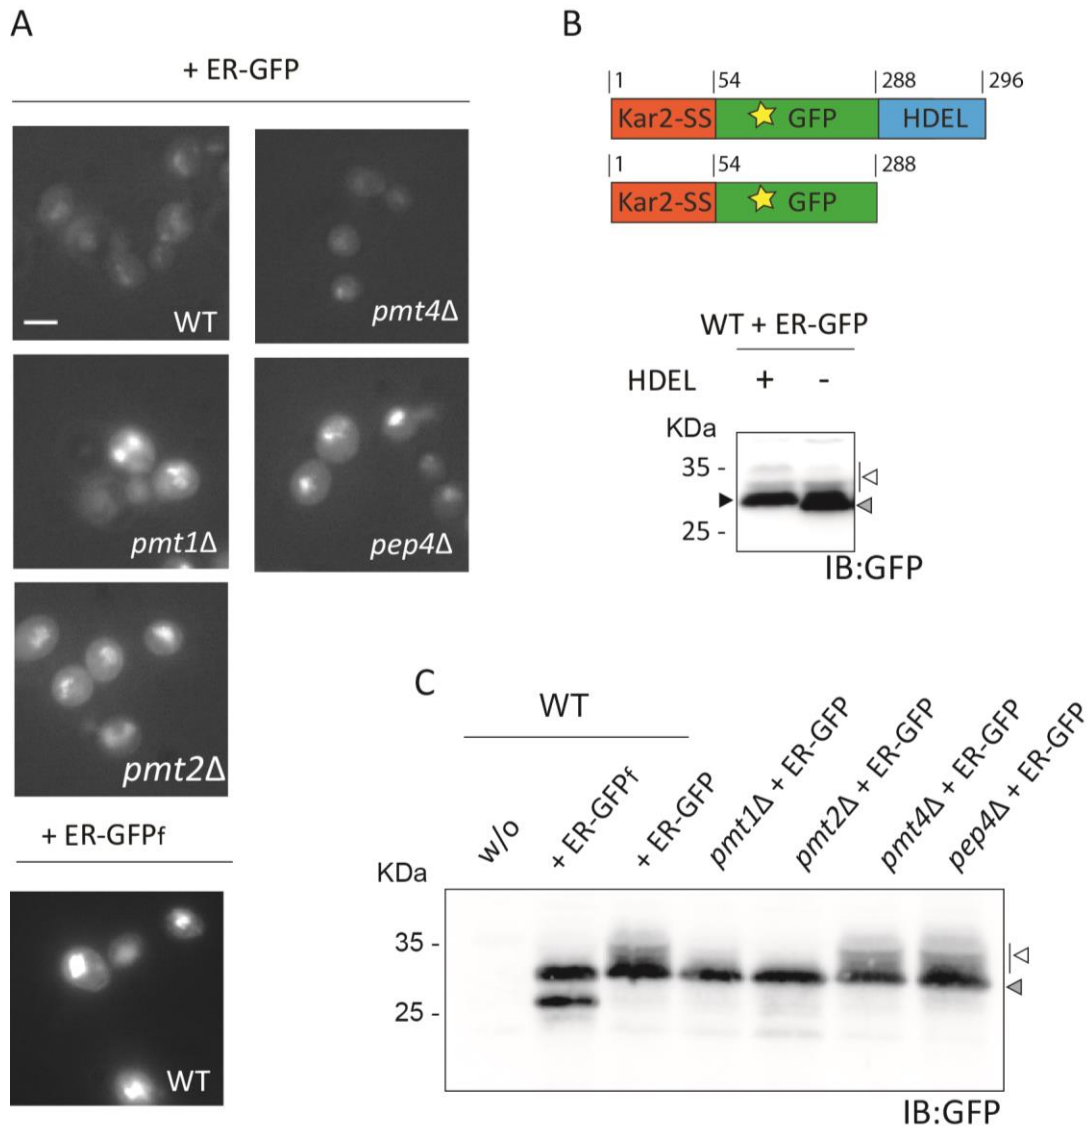 A
+ ER-GFP
WT
pmt4Δ
pmt1Δ
pep4Δ
pmt2Δ
+ ER-GFPf
WT
B
|1 |54 |288 |296
Kar2-SS GFP HDEL
|1 |54 |288
Kar2-SS GFP
WT + ER-GFP
HDEL + -
KDa
35 -
25 -
IB:GFP
C
WT
w/o
+ ER-GFPf
+ ER-GFP
pmt1Δ + ER-GFP
pmt2Δ + ER-GFP
pmt4Δ + ER-GFP
pep4Δ + ER-GFP
KDa
35 -
25 -
IB:GFP